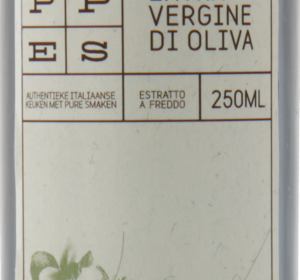 P P
E S
VERGINE
DI OLIVA
AUTHENTIEKE ITALIAANSE
KEUKEN MET PURE SMAKEN
ESTRATTO
A FREDDO
250ML